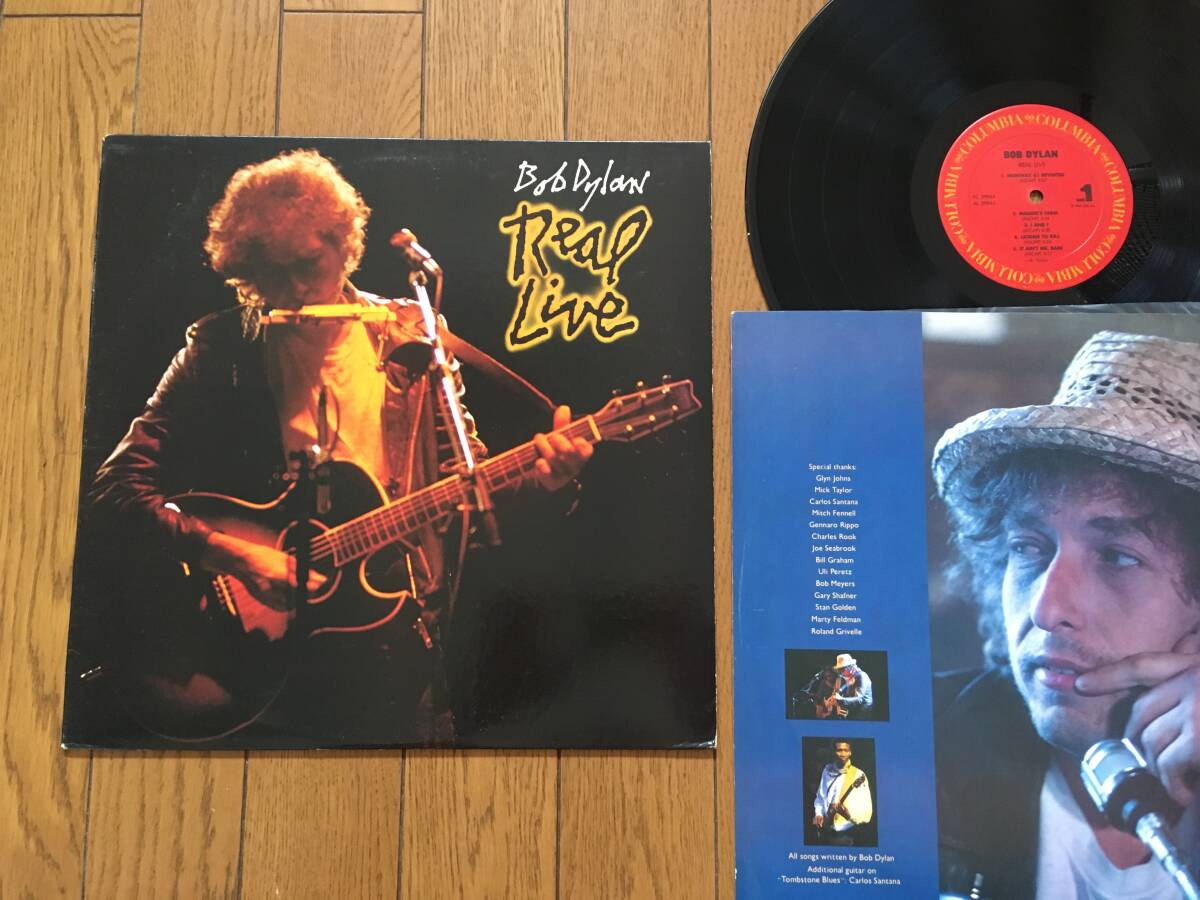 Bob Dylan
Real
Live
COLUMBIA COLUMBIA COLUMBIA COLUMBIA
BOB DYLAN
REAL LIVE
1. HIGHWAY 61 REVISITED
1
2. MAGGIE'S FARM
3. I AND I
4. LICENSE TO KILL
5. IT AIN'T ME, BABE
Special thanks:
Glyn Johns
Mick Taylor
Carlos Santana
Mitch Fennell
Gennaro Rippo
Charles Rook
Joe Seabrook
Bill Graham
Uli Peretz
Bob Meyers
Gary Shafner
Stan Golden
Marty Feldman
Roland Grivelle
All songs written by Bob Dylan
Additional guitar on
"Tombstone Blues": Carlos Santana